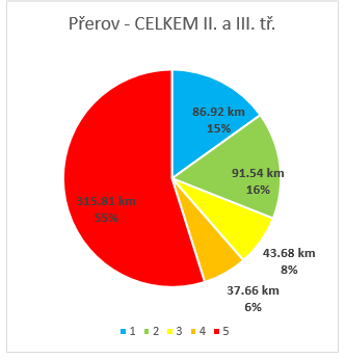 Přerov - CELKEM II. a III. tř.
86.92 km
15%
91.54 km
16%
315.81 km
55%
43.68 km
8%
37.66 km
6%
1 2 3 4 5